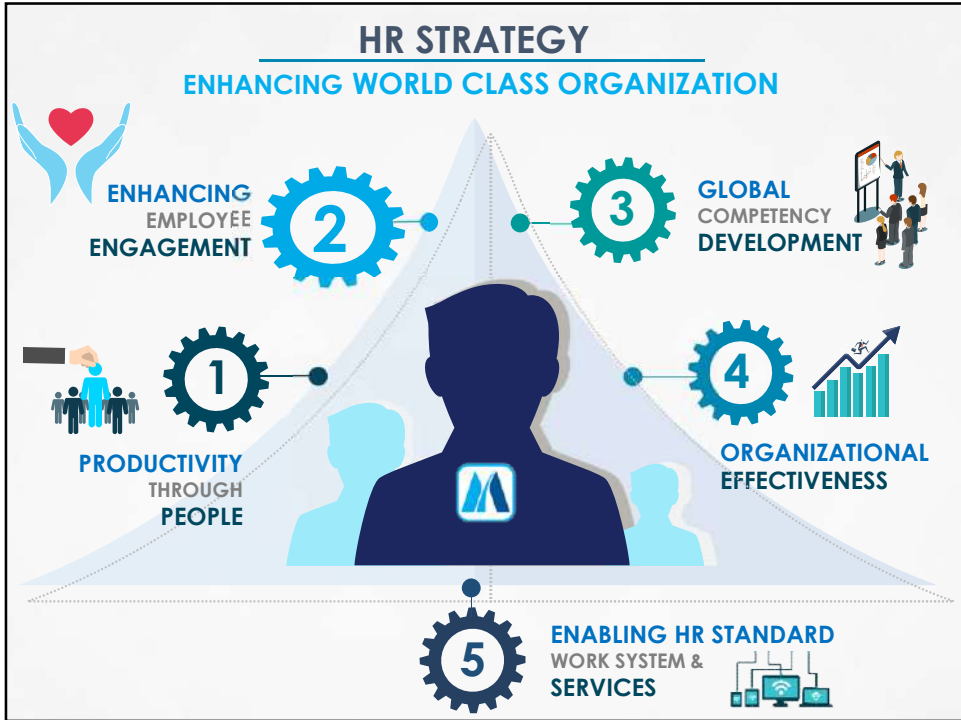 HR STRATEGY
ENHANCING WORLD CLASS ORGANIZATION
1
PRODUCTIVITY
THROUGH
PEOPLE
2
ENHANCING
EMPLOYEE
ENGAGEMENT
3
GLOBAL
COMPETENCY
DEVELOPMENT
4
ORGANIZATIONAL
EFFECTIVENESS
5
ENABLING HR STANDARD
WORK SYSTEM &
SERVICES